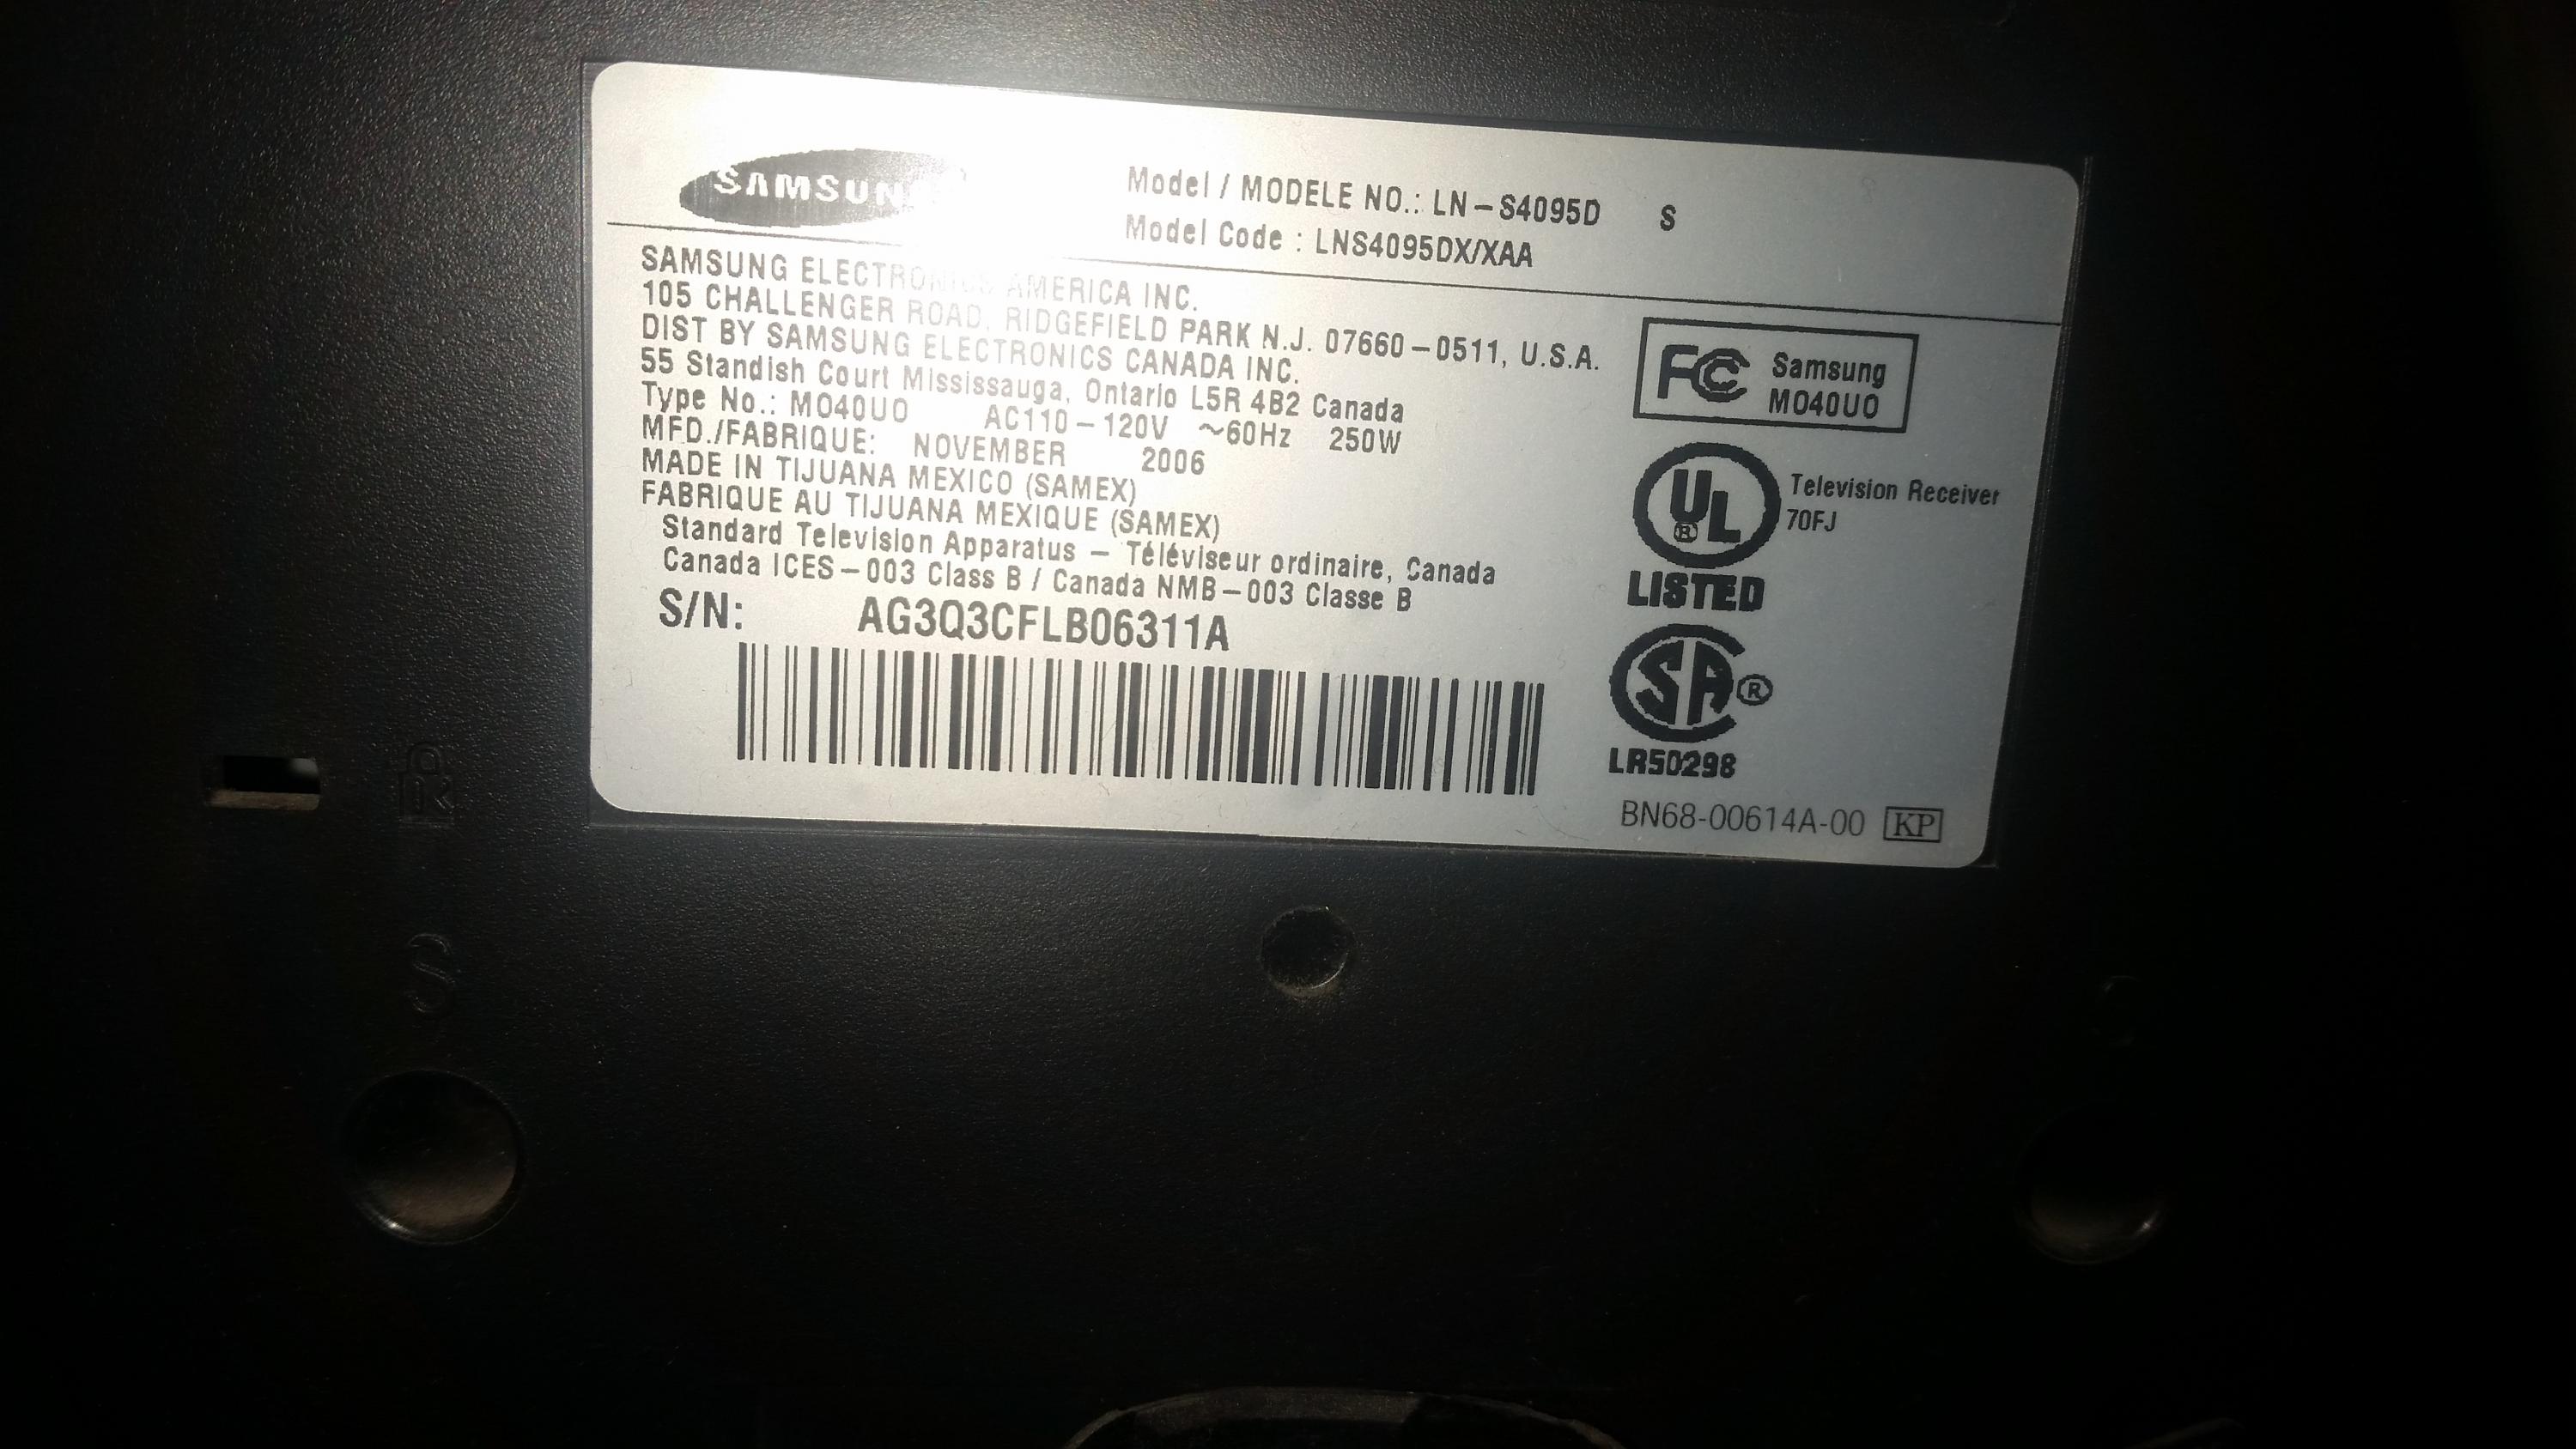 SAMSUNG
Model / MODELE NO.: LN-S4095D S
Model Code : LNS4095DX/XAA
SAMSUNG ELECTRONICS AMERICA INC.
105 CHALLENGER ROAD, RIDGEFIELD PARK N.J. 07660-0511, U.S.A.
DIST BY SAMSUNG ELECTRONICS CANADA INC.
55 Standish Court Mississauga, Ontario L5R 4B2 Canada
Type No.: MO40UO AC110-120V ~60Hz 250W
MFD./FABRIQUE: NOVEMBER 2006
MADE IN TIJUANA MEXICO (SAMEX)
FABRIQUE AU TIJUANA MEXIQUE (SAMEX)
Standard Television Apparatus - Téléviseur ordinaire, Canada
Canada ICES-003 Class B / Canada NMB-003 Classe B
S/N: AG3Q3CFLB06311A
FC Samsung
MO40UO
UL ® Television Receiver
70FJ
LISTED
SA ®
LR50298
BN68-00614A-00 KP
K
S